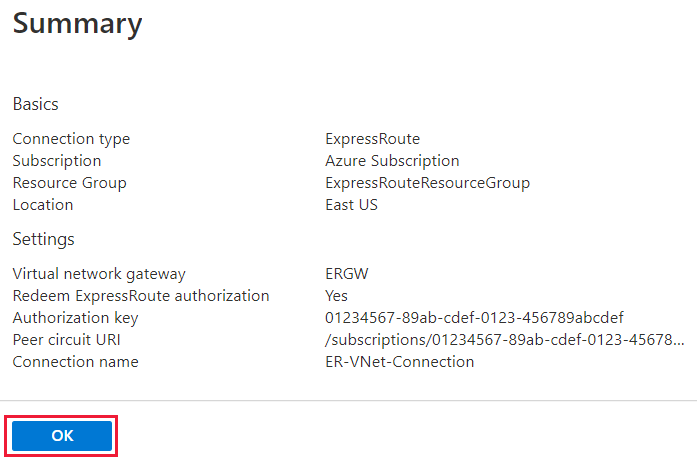 Summary
Basics
Connection type ExpressRoute
Subscription Azure Subscription
Resource Group ExpressRouteResourceGroup
Location East US
Settings
Virtual network gateway ERGW
Redeem ExpressRoute authorization Yes
Authorization key 01234567-89ab-cdef-0123-456789abcdef
Peer circuit URI /subscriptions/01234567-89ab-cdef-0123-45678...
Connection name ER-VNet-Connection
OK